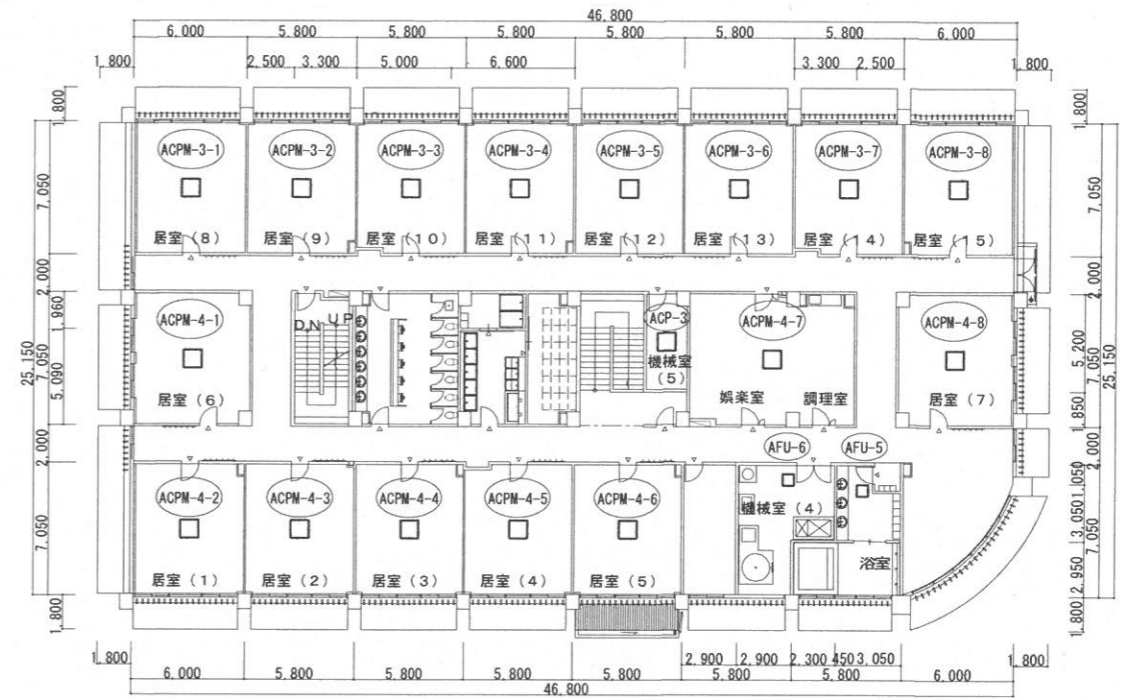 46.800
6,000 5,800 5,800 5,800 5,800 5,800 5,800 6,000
1.800 2,500 3,300 5,000 6,600 3,300 2,500 1.800
1.800 1.800
ACPM-3-1 ACPM-3-2 ACPM-3-3 ACPM-3-4 ACPM-3-5 ACPM-3-6 ACPM-3-7 ACPM-3-8
7,050 7,050
居室(8) 居室(9) 居室(10) 居室(11) 居室(12) 居室(13) 居室(14) 居室(15)
2,000 2,000
ACPM-4-1 ACP-3 ACPM-4-7 ACPM-4-8
DN UP
1,960
25,150 7,050 5,090 5,200 7,050 25,150
機械室
(5)
居室(6) 娯楽室 調理室 居室(7)
1,850
2,000 2,000
AFU-6 AFU-5
ACPM-4-2 ACPM-4-3 ACPM-4-4 ACPM-4-5 ACPM-4-6
機械室(4)
7,050 1,050 3,050 7,050 2,950
浴室
居室(1) 居室(2) 居室(3) 居室(4) 居室(5)
1,800 1,800
1.800 2,900 2,900 2,300 450 3,050 1.800
6,000 5,800 5,800 5,800 5,800 5,800 5,800 6,000
46.800